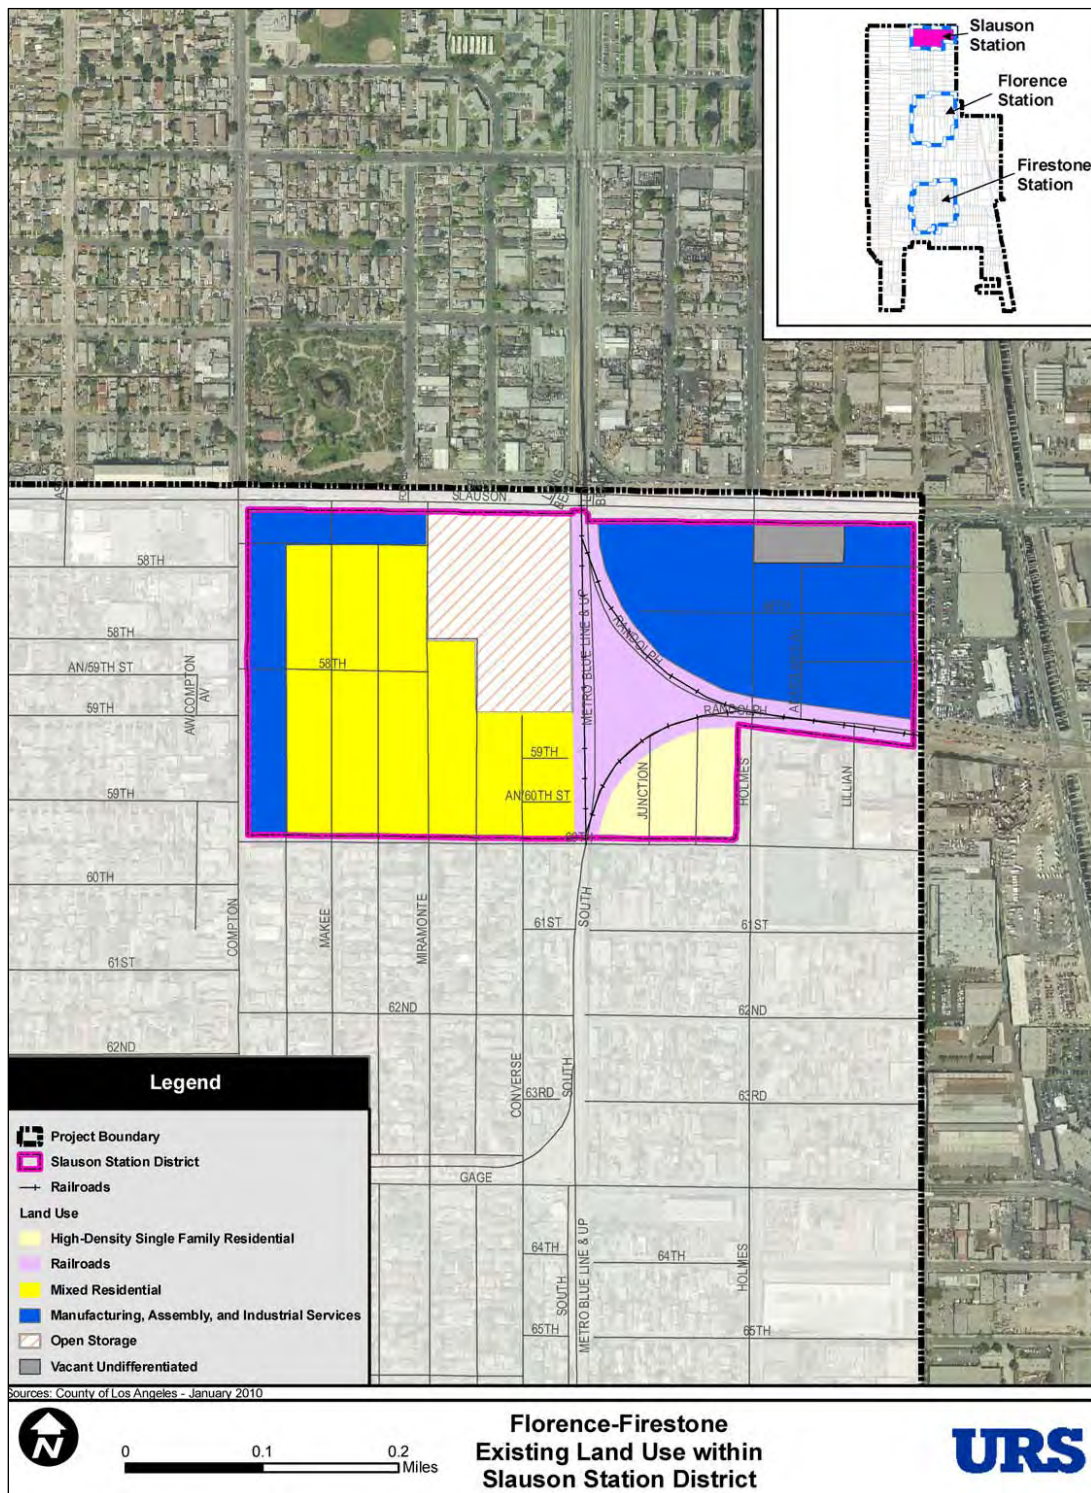 Slauson
Station
Florence
Station
Firestone
Station
SLAUSON
58TH
58TH
AN/59TH ST
58TH
AW/COMPTON
AV
59TH
59TH
59TH
AN/60TH ST
60TH
61ST
62ND
COMPTON
MAKEE
MIRAMONTE
METRO BLUE LINE & UP
RANDOLPH
RANDOLPH
JUNCTION
HOLMES
LILLIAN
SOUTH
61ST
61ST
62ND
62ND
CONVERSE
SOUTH
63RD
63RD
GAGE
64TH
64TH
SOUTH
METRO BLUE LINE & UP
HOLMES
65TH
65TH
Legend
Project Boundary
Slauson Station District
Railroads
Land Use
High-Density Single Family Residential
Railroads
Mixed Residential
Manufacturing, Assembly, and Industrial Services
Open Storage
Vacant Undifferentiated
Sources: County of Los Angeles - January 2010
N
0 0.1 0.2
Miles
Florence-Firestone
Existing Land Use within
Slauson Station District
URS